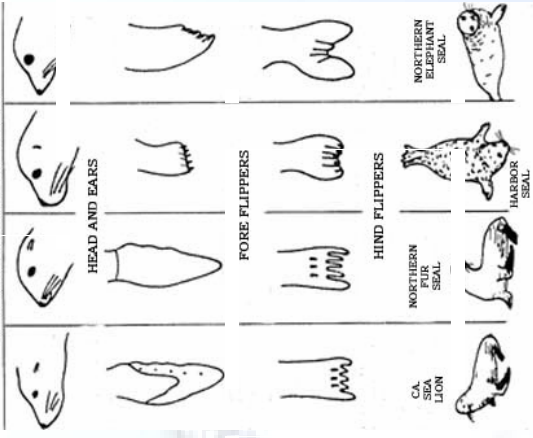 HEAD AND EARS
FORE FLIPPERS
HIND FLIPPERS
CA.
SEA
LION
NORTHERN
FUR
SEAL
HARBOR
SEAL
NORTHERN
ELEPHANT
SEAL